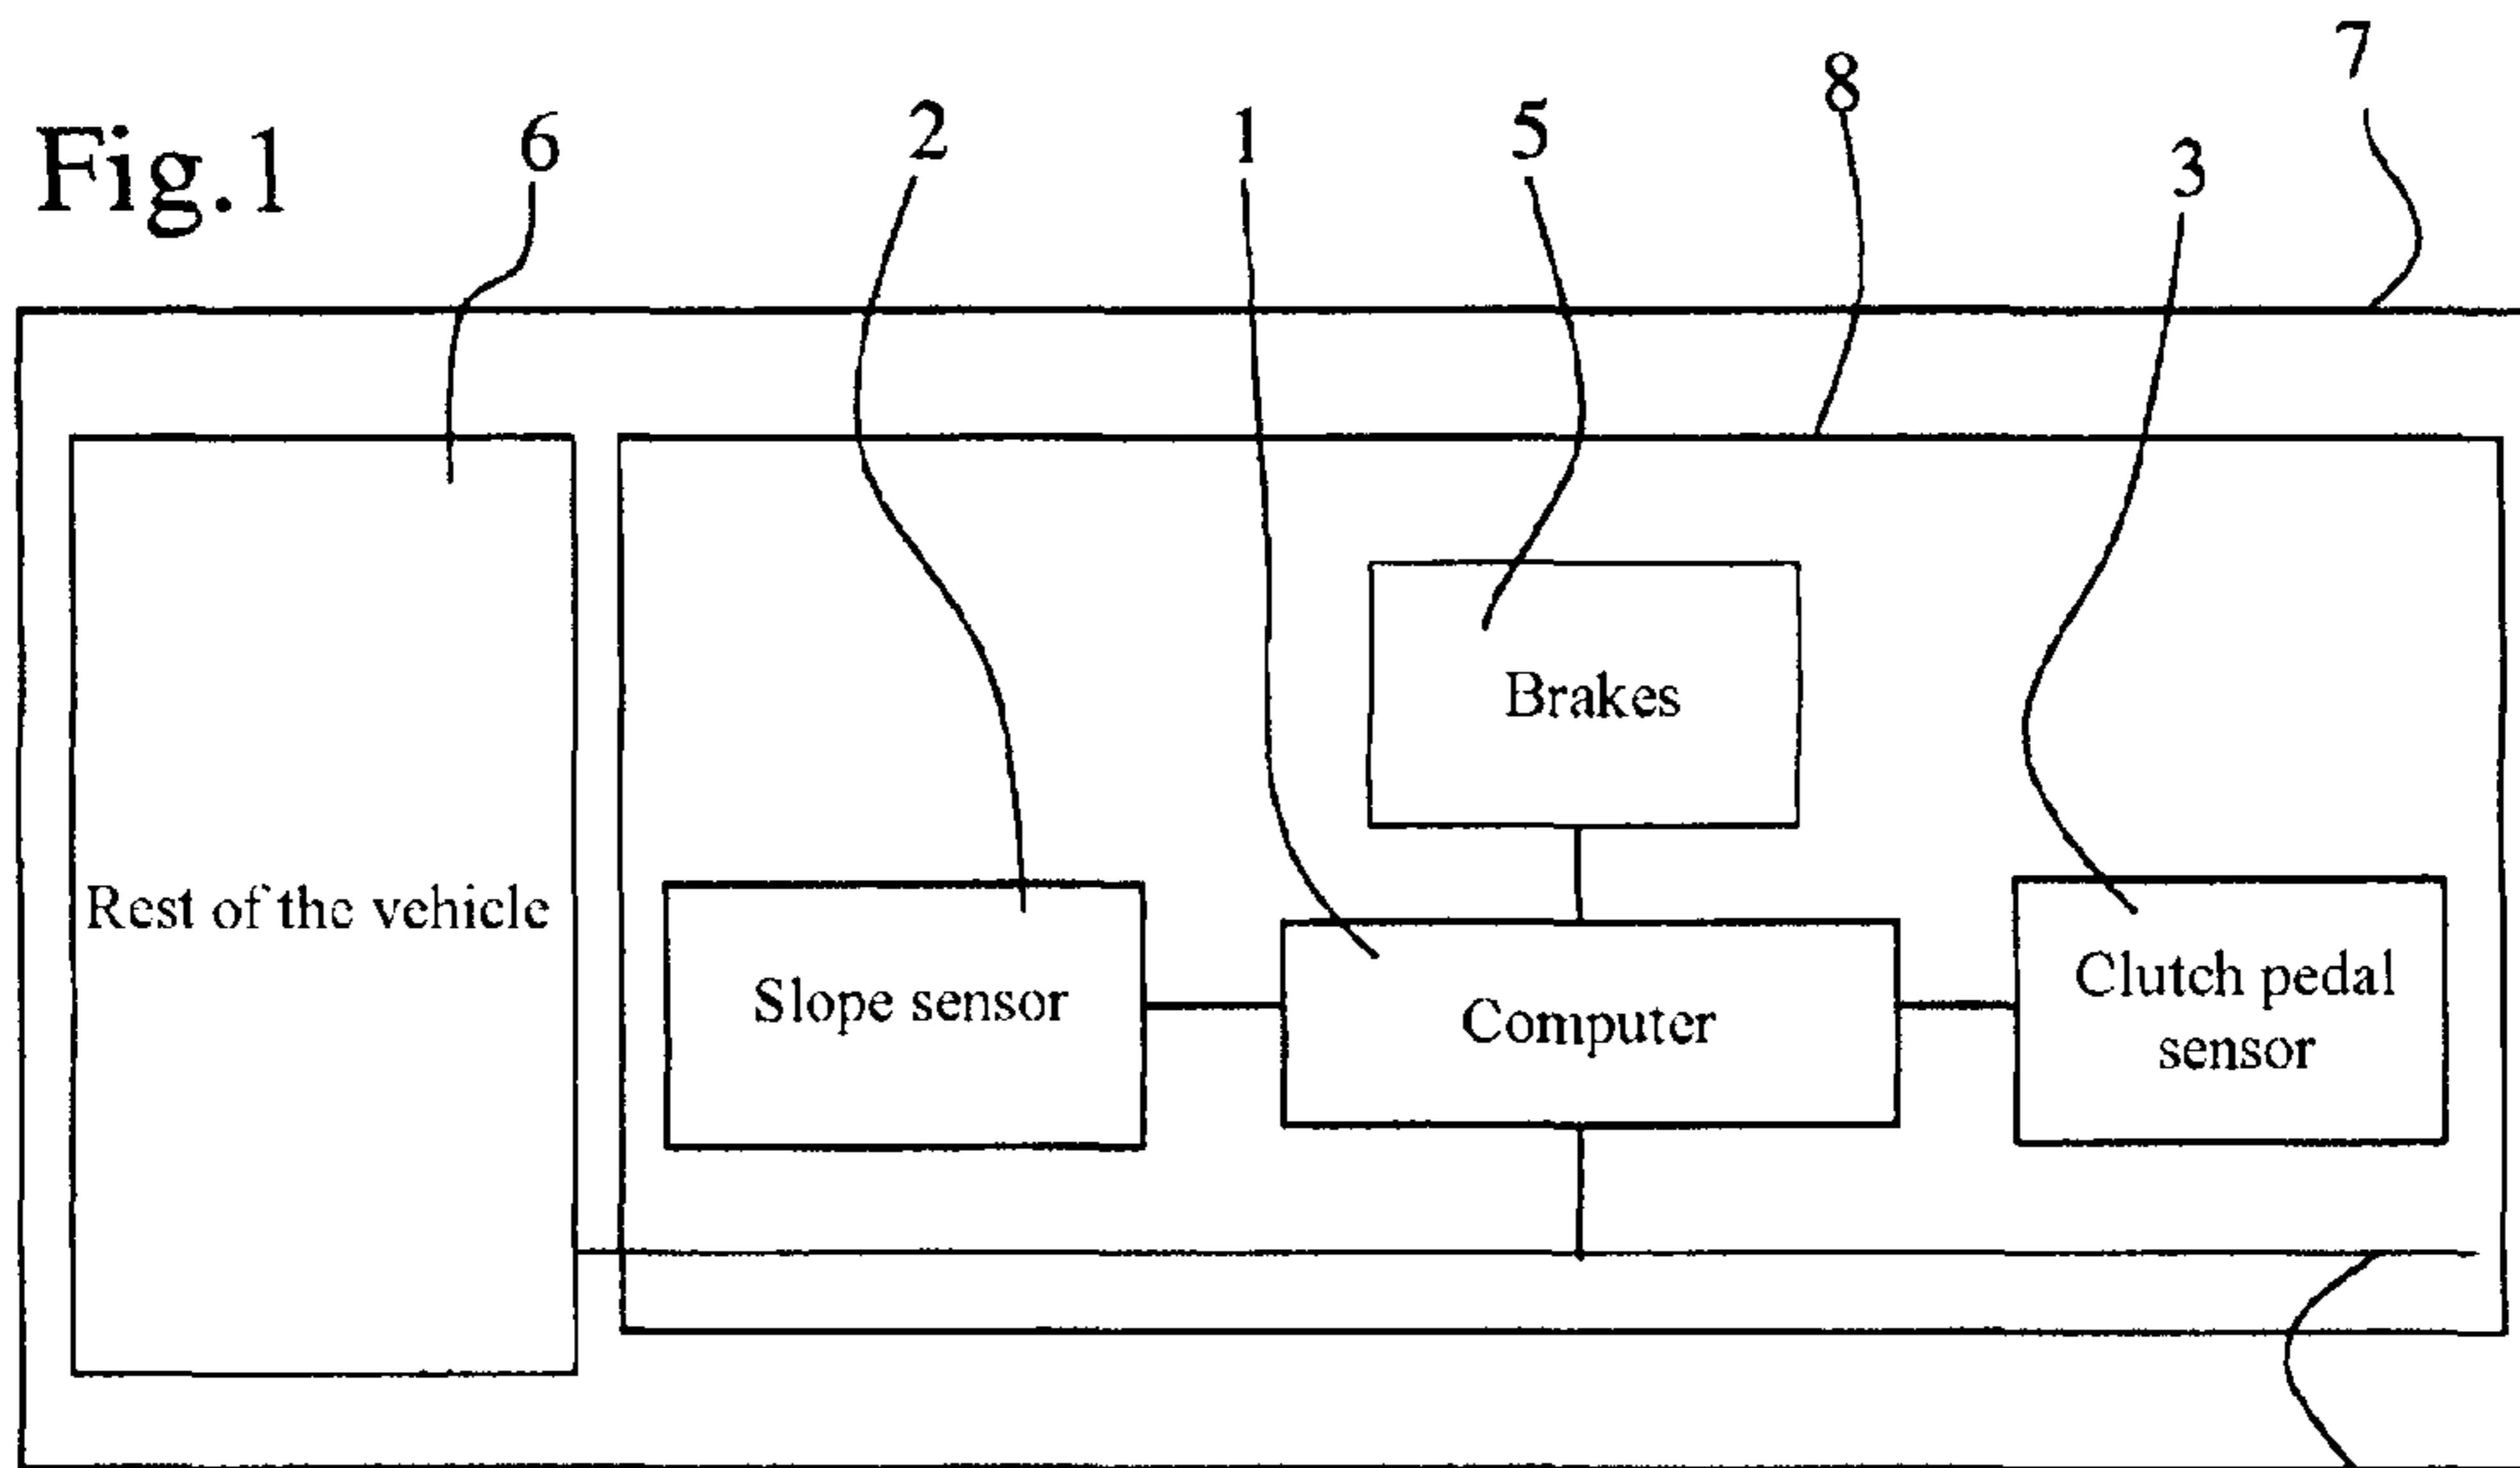 7
8
Fig.1
6
2
1
5
3
Brakes
Rest of the vehicle
Slope sensor
Computer
Clutch pedal
sensor